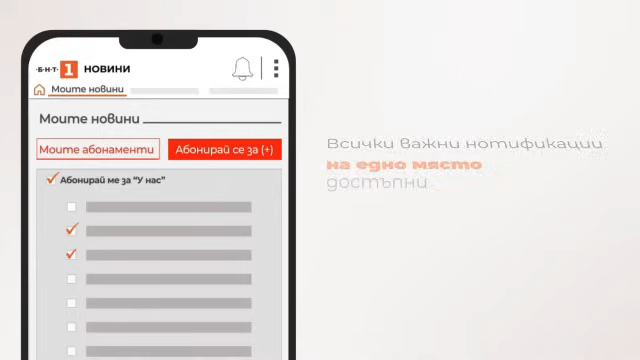 ·Б·Н·Т· 1 НОВИНИ
Моите новини
Моите новини
Моите абонаменти
Абонирай се за (+)
Абонирай ме за "У нас"
Всички важни нотификации
на едно място
достъпни